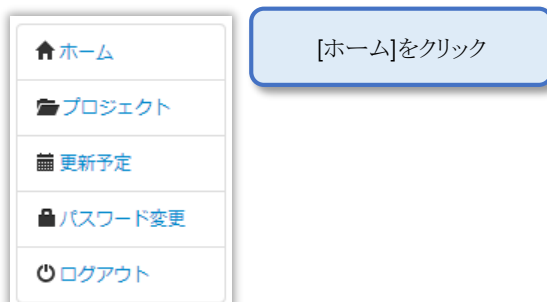 ホーム
[ホーム]をクリック
プロジェクト
更新予定
パスワード変更
ログアウト